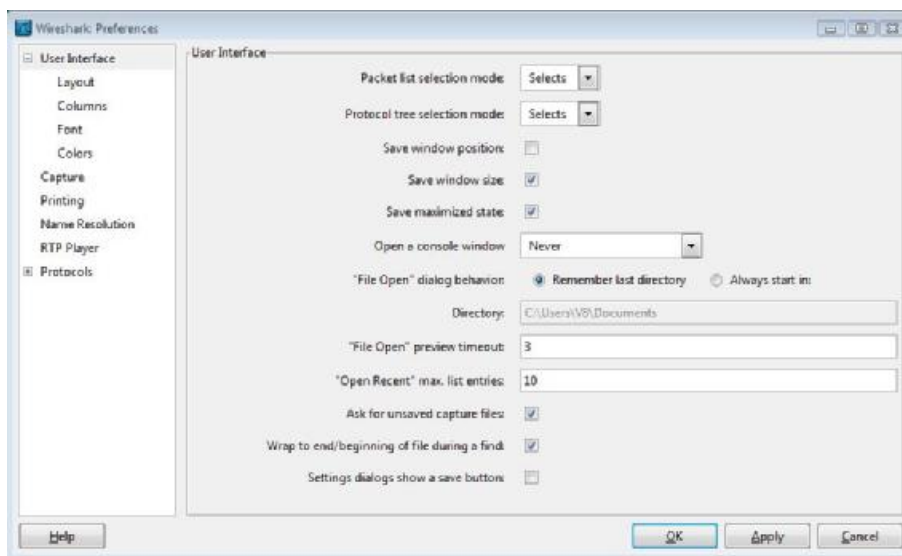 Wireshark: Preferences
User Interface
Layout
Columns
Font
Colors
Capture
Printing
Name Resolution
RTP Player
Protocols
User Interface
Packet list selection mode: Selects
Protocol tree selection mode: Selects
Save window position:
Save window size:
Save maximized state:
Open a console window Never
"File Open" dialog behavior: Remember last directory Always start in:
Directory: C:\Users\V8\Documents
"File Open" preview timeout: 3
"Open Recent" max. list entries: 10
Ask for unsaved capture files:
Wrap to end/beginning of file during a find:
Settings dialogs show a save button:
Help OK Apply Cancel